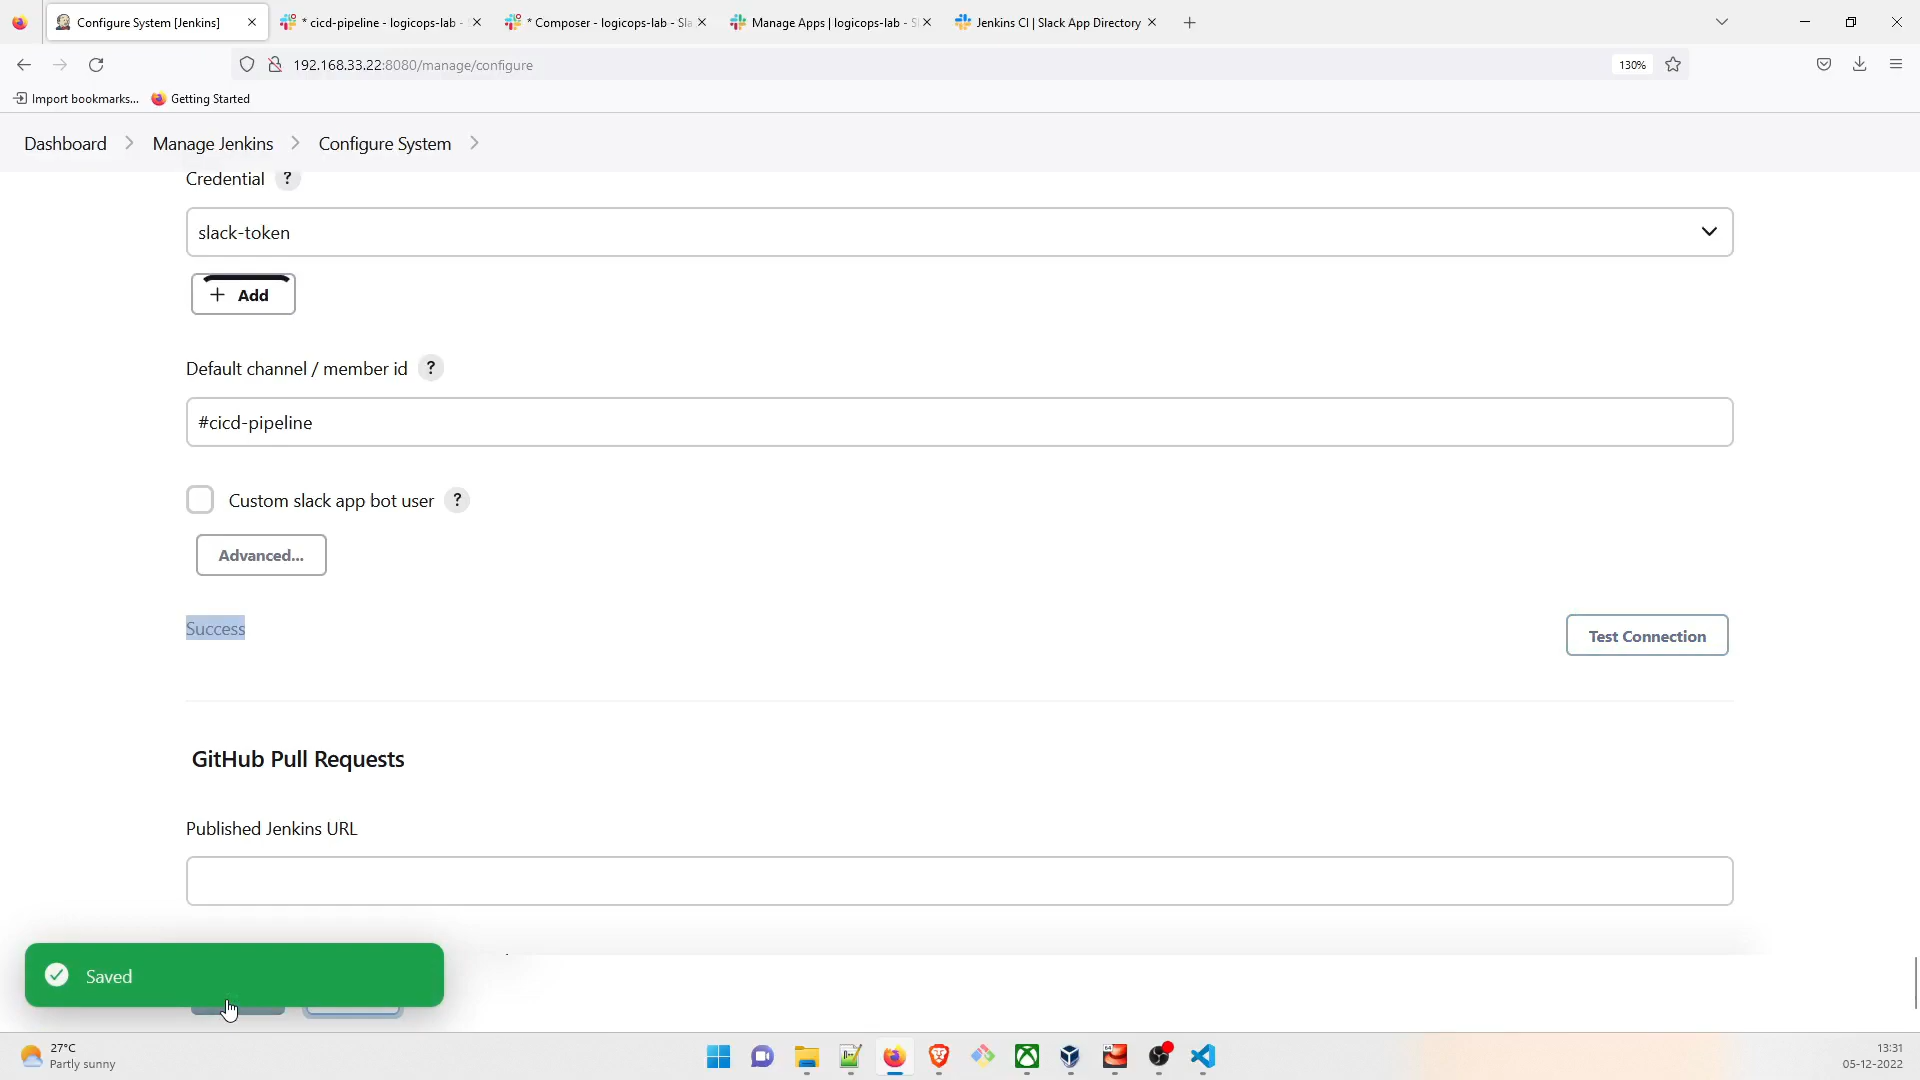 Configure System [Jenkins]
* cicd-pipeline - logicops-lab -
* Composer - logicops-lab - Sla
Manage Apps | logicops-lab - S
Jenkins CI | Slack App Directory
192.168.33.22:8080/manage/configure
130%
Import bookmarks...
Getting Started
Dashboard
Manage Jenkins
Configure System
Credential ?
slack-token
+ Add
Default channel / member id ?
#cicd-pipeline
Custom slack app bot user ?
Advanced...
Success
Test Connection
GitHub Pull Requests
Published Jenkins URL
Saved
27°C
Partly sunny
13:31
05-12-2022